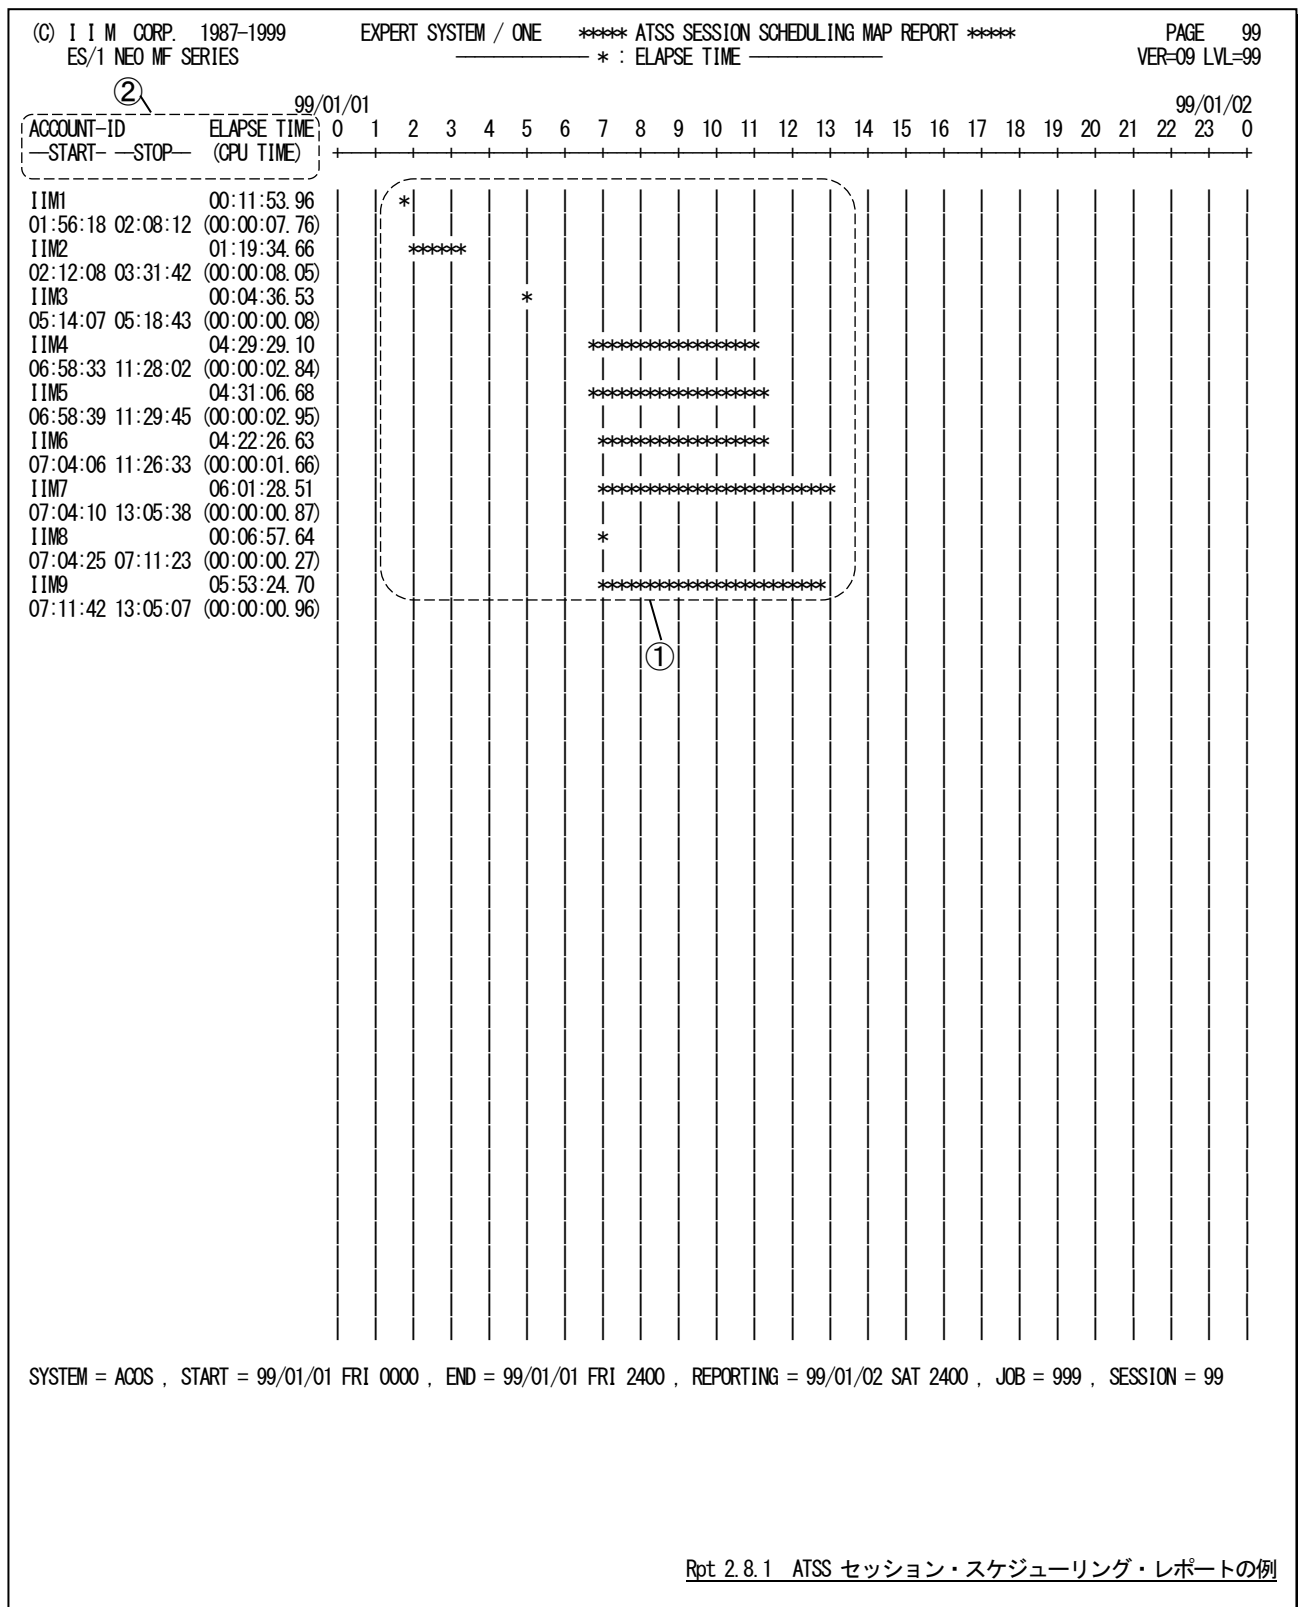 (C) I I M CORP. 1987-1999 EXPERT SYSTEM / ONE ***** ATSS SESSION SCHEDULING MAP REPORT ***** PAGE 99
ES/1 NEO MF SERIES ―――――――― * : ELAPSE TIME ―――――――― VER=09 LVL=99
②
99/01/01 99/01/02
ACCOUNT-ID ELAPSE TIME 0 1 2 3 4 5 6 7 8 9 10 11 12 13 14 15 16 17 18 19 20 21 22 23 0
—START- —STOP— (CPU TIME)
IIM1 00:11:53.96 *
01:56:18 02:08:12 (00:00:07.76)
IIM2 01:19:34.66 ******
02:12:08 03:31:42 (00:00:08.05)
IIM3 00:04:36.53 *
05:14:07 05:18:43 (00:00:00.08)
IIM4 04:29:29.10 ******************
06:58:33 11:28:02 (00:00:02.84)
IIM5 04:31:06.68 *******************
06:58:39 11:29:45 (00:00:02.95)
IIM6 04:22:26.63 ******************
07:04:06 11:26:33 (00:00:01.66)
IIM7 06:01:28.51 *************************
07:04:10 13:05:38 (00:00:00.87)
IIM8 00:06:57.64 *
07:04:25 07:11:23 (00:00:00.27)
IIM9 05:53:24.70 ************************
07:11:42 13:05:07 (00:00:00.96)
①
SYSTEM = ACOS , START = 99/01/01 FRI 0000 , END = 99/01/01 FRI 2400 , REPORTING = 99/01/02 SAT 2400 , JOB = 999 , SESSION = 99
Rpt 2.8.1 ATSS セッション・スケジューリング・レポートの例